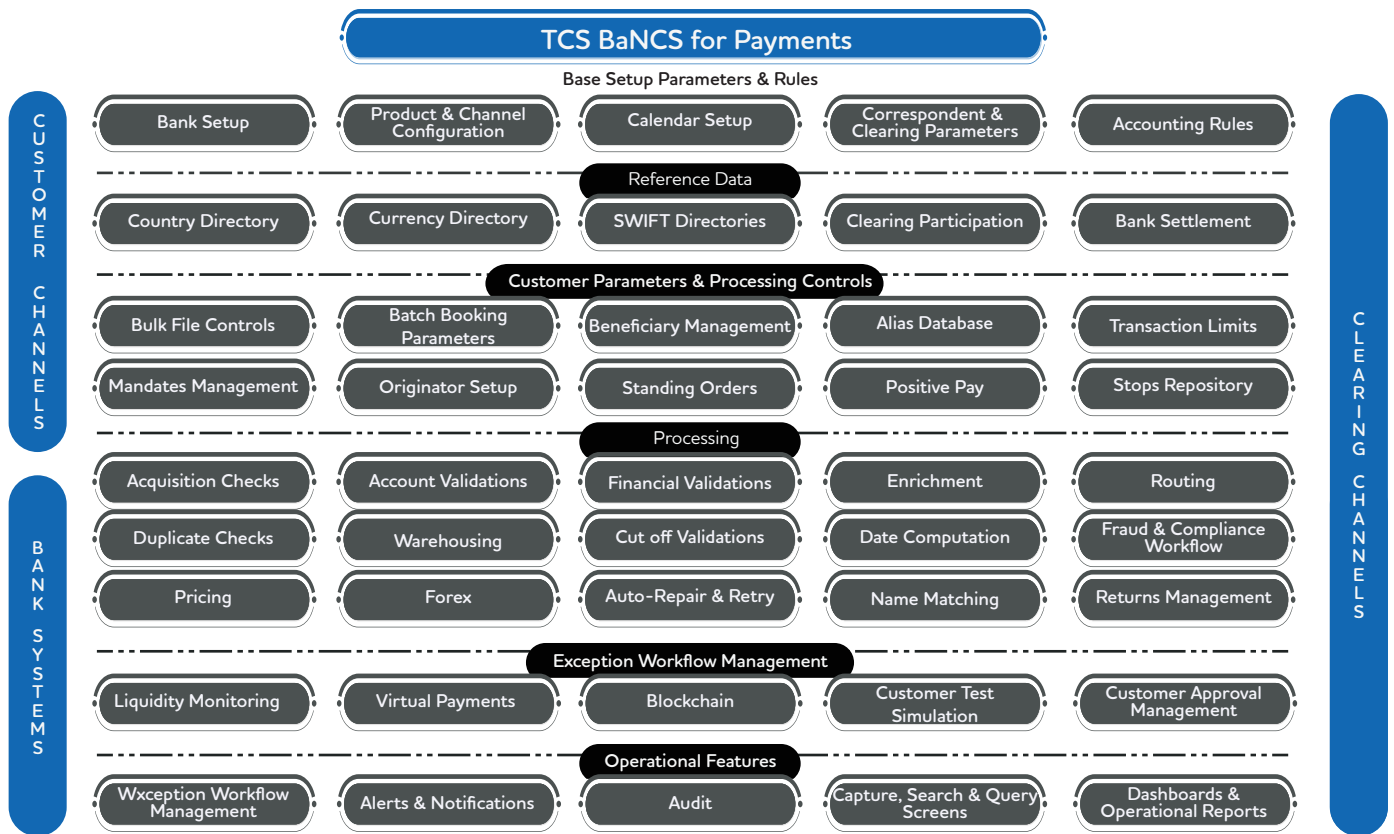 TCS BaNCS for Payments
Base Setup Parameters & Rules
CUSTOMER CHANNELS
BANK SYSTEMS
CLEARING CHANNELS
Bank Setup
Product & Channel
Configuration
Calendar Setup
Correspondent &
Clearing Parameters
Accounting Rules
Reference Data
Country Directory
Currency Directory
SWIFT Directories
Clearing Participation
Bank Settlement
Customer Parameters & Processing Controls
Bulk File Controls
Batch Booking
Parameters
Beneficiary Management
Alias Database
Transaction Limits
Mandates Management
Originator Setup
Standing Orders
Positive Pay
Stops Repository
Processing
Acquisition Checks
Account Validations
Financial Validations
Enrichment
Routing
Duplicate Checks
Warehousing
Cut off Validations
Date Computation
Fraud & Compliance
Workflow
Pricing
Forex
Auto-Repair & Retry
Name Matching
Returns Management
Exception Workflow Management
Liquidity Monitoring
Virtual Payments
Blockchain
Customer Test
Simulation
Customer Approval
Management
Operational Features
Wxception Workflow
Management
Alerts & Notifications
Audit
Capture, Search & Query
Screens
Dashboards &
Operational Reports